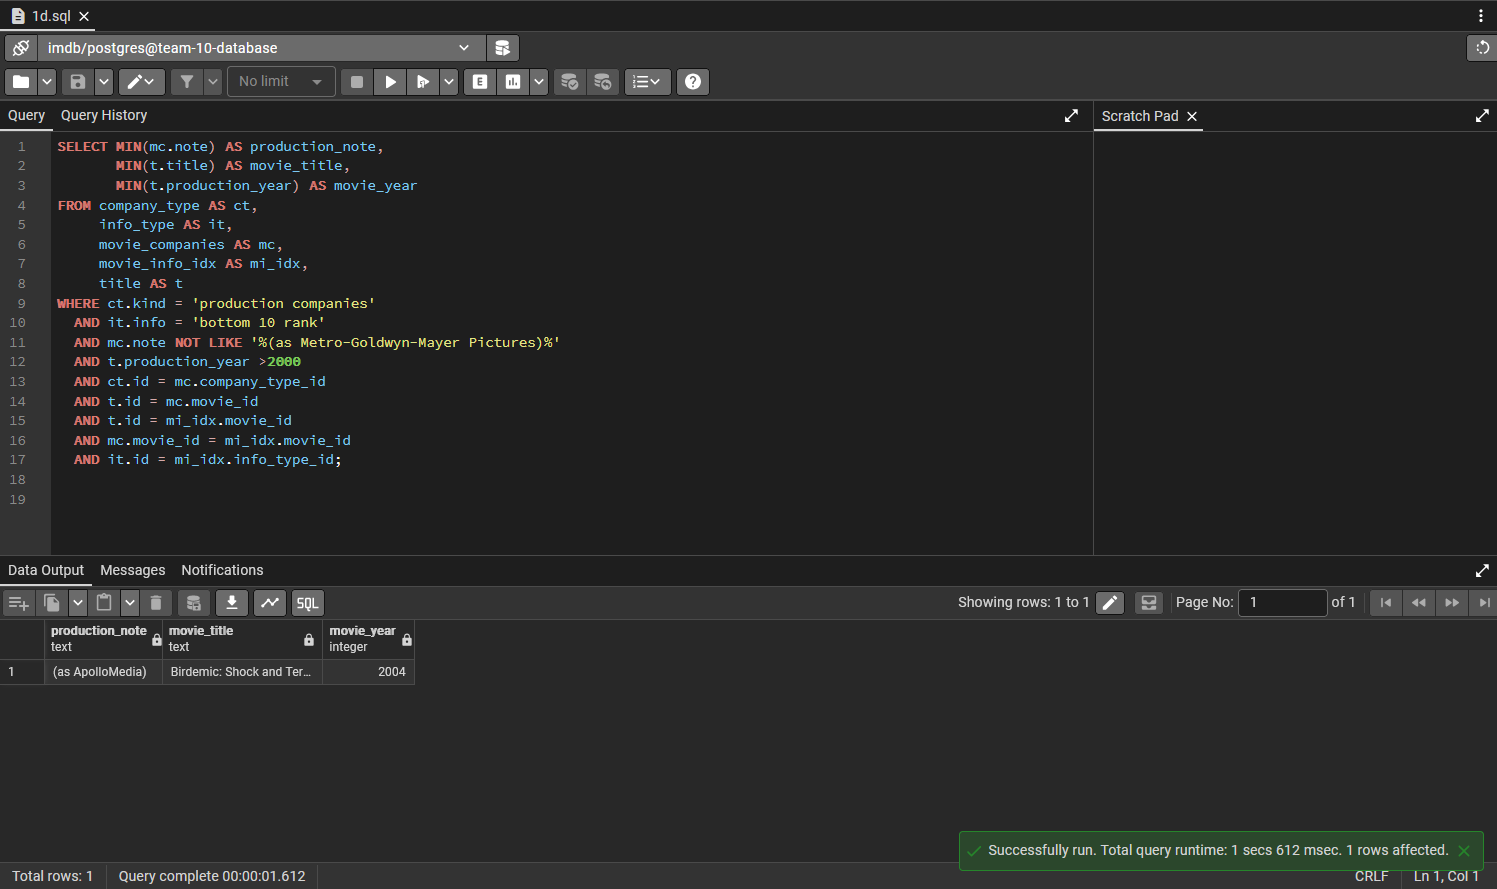 1d.sql
imdb/postgres@team-10-database
No limit
E
Query Query History
Scratch Pad
1 SELECT MIN(mc.note) AS production_note,
2 MIN(t.title) AS movie_title,
3 MIN(t.production_year) AS movie_year
4 FROM company_type AS ct,
5 info_type AS it,
6 movie_companies AS mc,
7 movie_info_idx AS mi_idx,
8 title AS t
9 WHERE ct.kind = 'production companies'
10 AND it.info = 'bottom 10 rank'
11 AND mc.note NOT LIKE '%(as Metro-Goldwyn-Mayer Pictures)%'
12 AND t.production_year >2000
13 AND ct.id = mc.company_type_id
14 AND t.id = mc.movie_id
15 AND t.id = mi_idx.movie_id
16 AND mc.movie_id = mi_idx.movie_id
17 AND it.id = mi_idx.info_type_id;
18
19
Data Output Messages Notifications
SQL
Showing rows: 1 to 1
Page No: 1 of 1
production_note movie_title movie_year
text text integer
1 (as ApolloMedia) Birdemic: Shock and Ter... 2004
Successfully run. Total query runtime: 1 secs 612 msec. 1 rows affected.
Total rows: 1 Query complete 00:00:01.612 CRLF Ln 1, Col 1